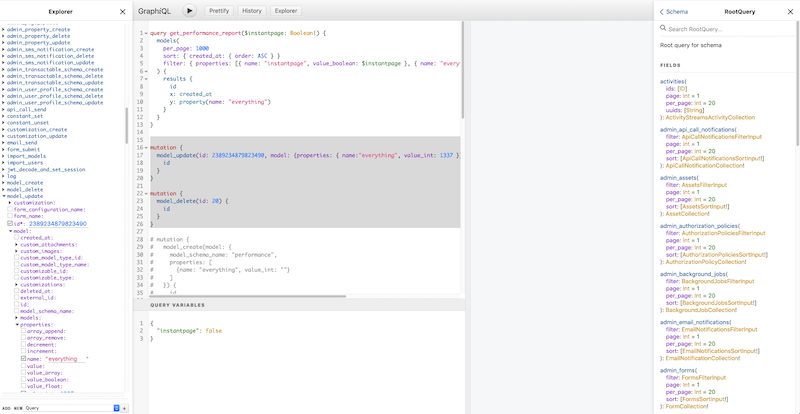 Explorer
X
admin_property_create
admin_property_delete
admin_property_update
admin_sms_notification_create
admin_sms_notification_delete
admin_sms_notification_update
admin_transactable_schema_create
admin_transactable_schema_delete
admin_transactable_schema_update
admin_user_profile_schema_create
admin_user_profile_schema_delete
admin_user_profile_schema_update
api_call_send
constant_set
constant_unset
customization_create
customization_update
email_send
form_submit
import_models
import_users
jwt_decode_and_set_session
log
model_create
model_delete
model_update
customization:
form_configuration_name:
form_name:
id*: 2389234879823490
model:
created_at:
custom_attachments:
custom_images:
custom_model_type_id:
custom_model_type_name:
customizable_id:
customizable_type:
customizations:
deleted_at:
external_id:
id:
model_schema_name:
models:
properties:
array_append:
array_remove:
decrement:
increment:
name: "everything"
value:
value_array:
value_boolean:
value_float:
ADD NEW Query +
GraphiQL Prettify History Explorer
1 query get_performance_report($instantpage: Boolean!) {
2 models(
3 per_page: 1000
4 sort: { created_at: { order: ASC } }
5 filter: { properties: [{ name: "instantpage", value_boolean: $instantpage }, { name: "every
6 ) {
7 results {
8 id
9 x: created_at
10 y: property(name: "everything")
11 }
12 }
13 }
14
15
16 mutation {
17 model_update(id: 2389234879823490, model: {properties: { name:"everything", value_int: 1337 }
18 id
19 }
20 }
21
22 mutation {
23 model_delete(id: 20) {
24 id
25 }
26 }
27
28 # mutation {
29 # model_create(model: {
30 # model_schema_name: "performance",
31 # properties: [
32 # {name: "everything", value_int: ""}
33 # ]
34 # }) {
35 # id
QUERY VARIABLES
1 {
2 "instantpage": false
3 }
Schema RootQuery X
Search RootQuery...
Root query for schema
FIELDS
activities(
ids: [ID]
page: Int = 1
per_page: Int = 20
uuids: [String]
): ActivityStreamsActivityCollection
admin_api_call_notifications(
filter: ApiCallNotificationsFilterInput
page: Int = 1
per_page: Int = 20
sort: [ApiCallNotificationsSortInput!]
): ApiCallNotificationCollection!
admin_assets(
filter: AssetsFilterInput
page: Int = 1
per_page: Int = 20
sort: [AssetsSortInput!]
): AssetCollection!
admin_authorization_policies(
filter: AuthorizationPoliciesFilterInput
page: Int = 1
per_page: Int = 20
sort: [AuthorizationPoliciesSortInput!]
): AuthorizationPolicyCollection!
admin_background_jobs(
filter: BackgroundJobsFilterInput
page: Int = 1
per_page: Int = 20
sort: [BackgroundJobsSortInput!]
): BackgroundJobCollection!
admin_email_notifications(
filter: EmailNotificationsFilterInput
page: Int = 1
per_page: Int = 20
sort: [EmailNotificationsSortInput!]
): EmailNotificationCollection!
admin_forms(
filter: FormsFilterInput
page: Int = 1
per_page: Int = 20
sort: [FormsSortInput!]
): FormCollection!